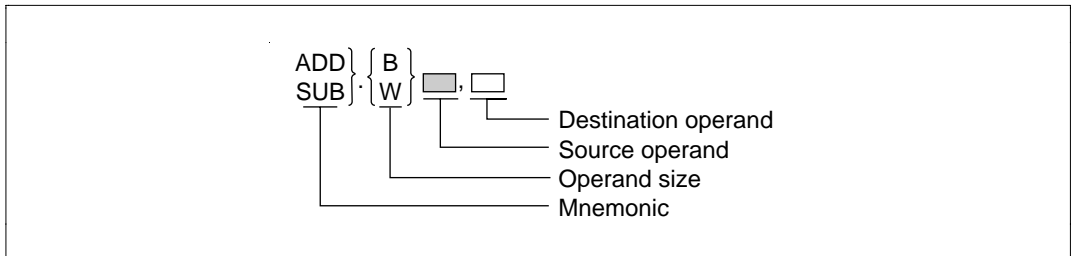 ADD} . {B
SUB} . {W} , 
Destination operand
Source operand
Operand size
Mnemonic